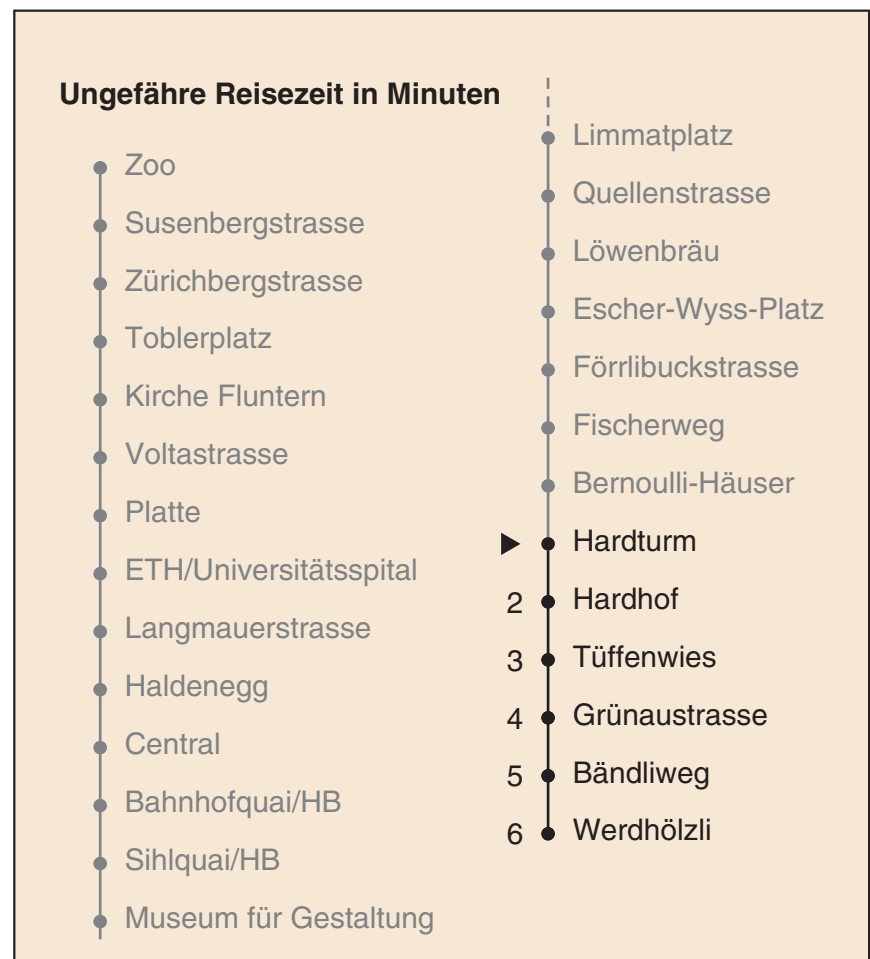 Ungefähre Reisezeit in Minuten
Zoo
Susenbergstrasse
Zürichbergstrasse
Toblerplatz
Kirche Fluntern
Voltastrasse
Platte
ETH/Universitätsspital
Langmauerstrasse
Haldenegg
Central
Bahnhofquai/HB
Sihlquai/HB
Museum für Gestaltung
Limmatplatz
Quellenstrasse
Löwenbräu
Escher-Wyss-Platz
Förrlibuckstrasse
Fischerweg
Bernoulli-Häuser
Hardturm
2 Hardhof
3 Tüffenwies
4 Grünaustrasse
5 Bändliweg
6 Werdhölzli